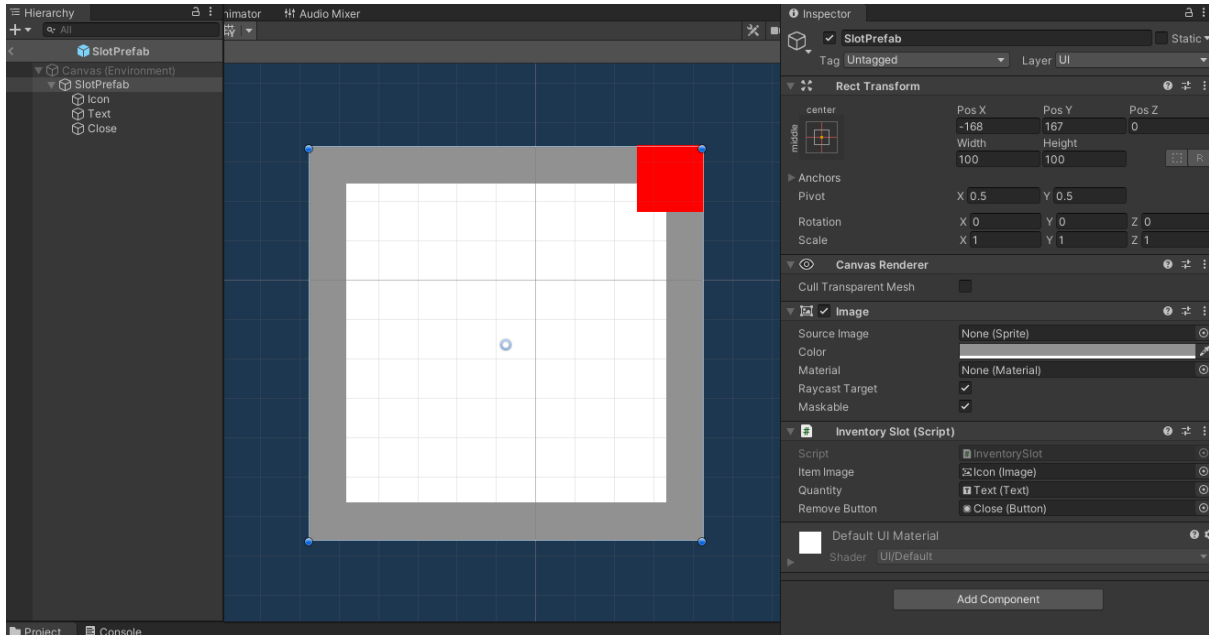 Hierarchy
All
SlotPrefab
Canvas (Environment)
SlotPrefab
Icon
Text
Close
nimator
Audio Mixer
Inspector
SlotPrefab
Static
Tag Untagged Layer UI
Rect Transform
center
middle
Pos X Pos Y Pos Z
-168 167 0
Width Height
100 100
R
Anchors
Pivot X 0.5 Y 0.5
Rotation X 0 Y 0 Z 0
Scale X 1 Y 1 Z 1
Canvas Renderer
Cull Transparent Mesh
Image
Source Image None (Sprite)
Color
Material None (Material)
Raycast Target
Maskable
# Inventory Slot (Script)
Script InventorySlot
Item Image Icon (Image)
Quantity Text (Text)
Remove Button Close (Button)
Default UI Material
Shader UI/Default
Add Component
Project Console